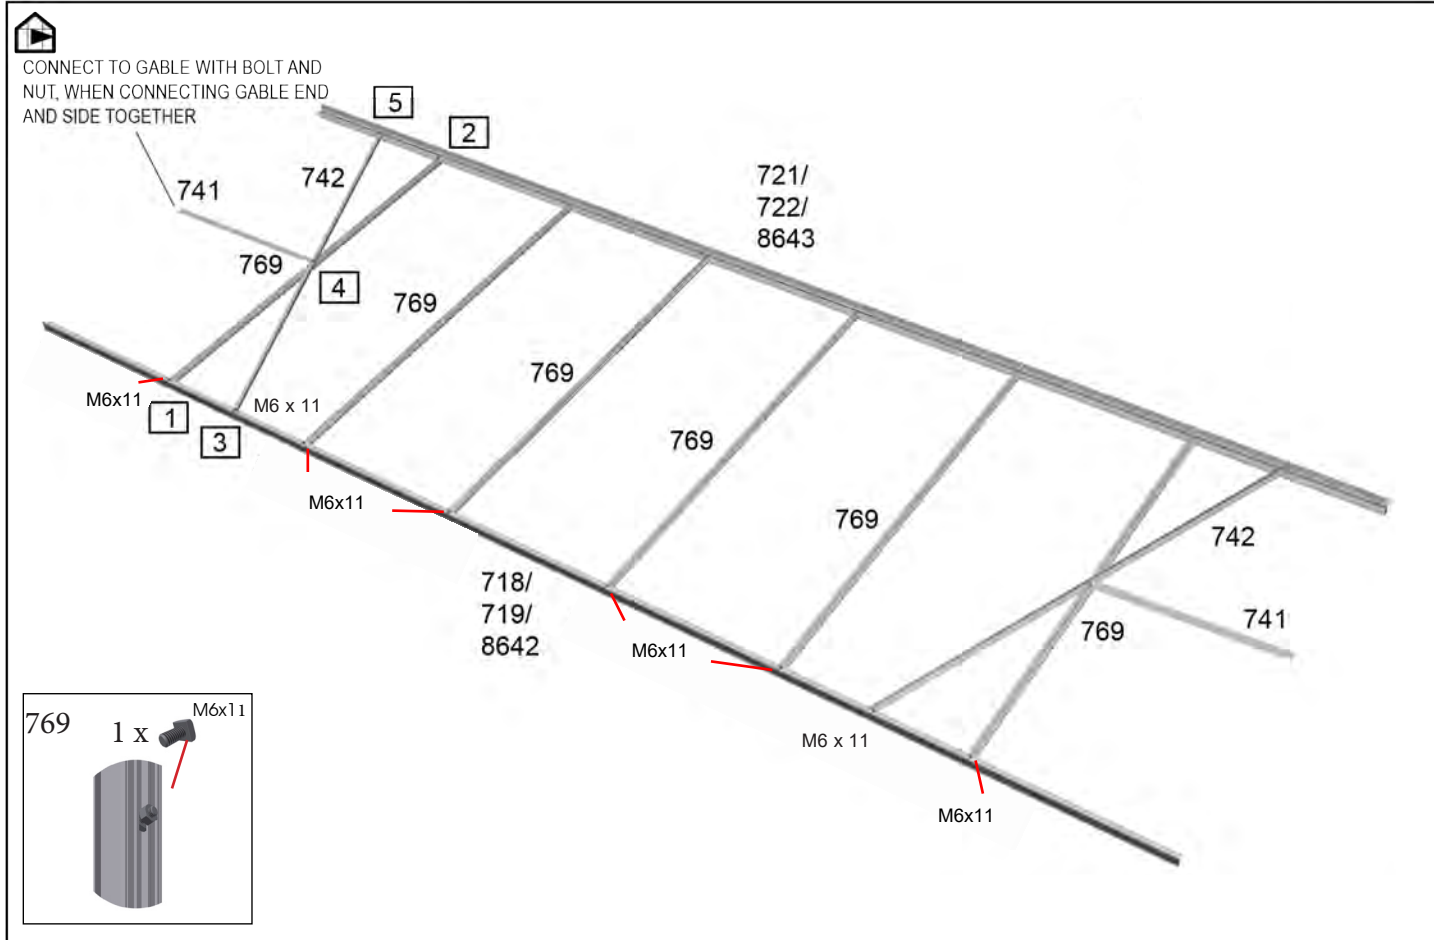 CONNECT TO GABLE WITH BOLT AND
NUT, WHEN CONNECTING GABLE END
AND SIDE TOGETHER
5
2
741
742
721/
722/
8643
769
4
769
769
M6x11
1
M6 x 11
3
769
M6x11
769
742
718/
719/
8642
741
769
M6x11
M6 x 11
M6x11
769
1 x
M6x11